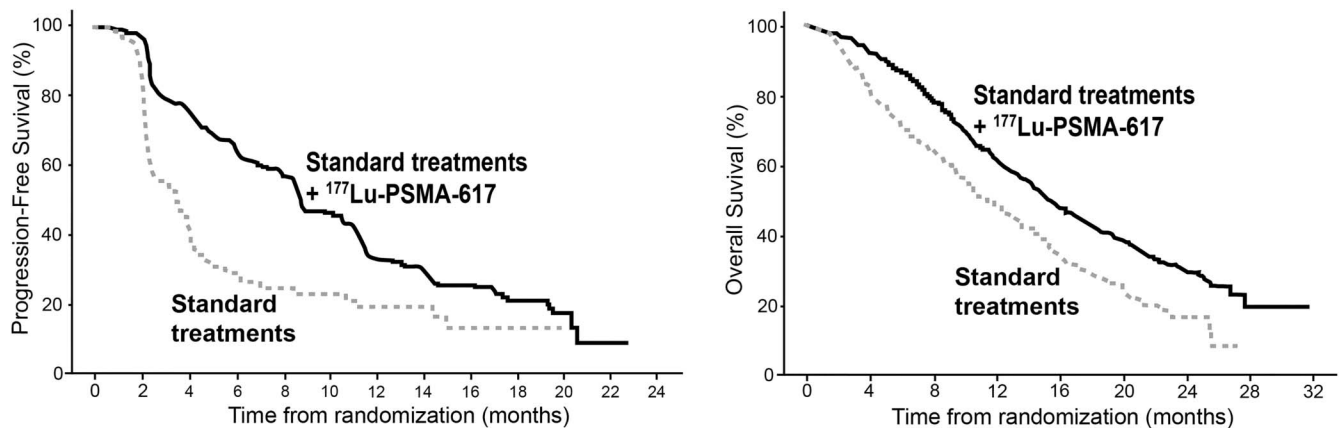 Progression-Free Suvival (%)
100
80
60
40
20
0
Standard treatments
+ ¹⁷⁷Lu-PSMA-617
Standard
treatments
0 2 4 6 8 10 12 14 16 18 20 22 24
Time from randomization (months)
Overall Suvival (%)
100
80
60
40
20
0
Standard treatments
+ ¹⁷⁷Lu-PSMA-617
Standard
treatments
0 4 8 12 16 20 24 28 32
Time from randomization (months)